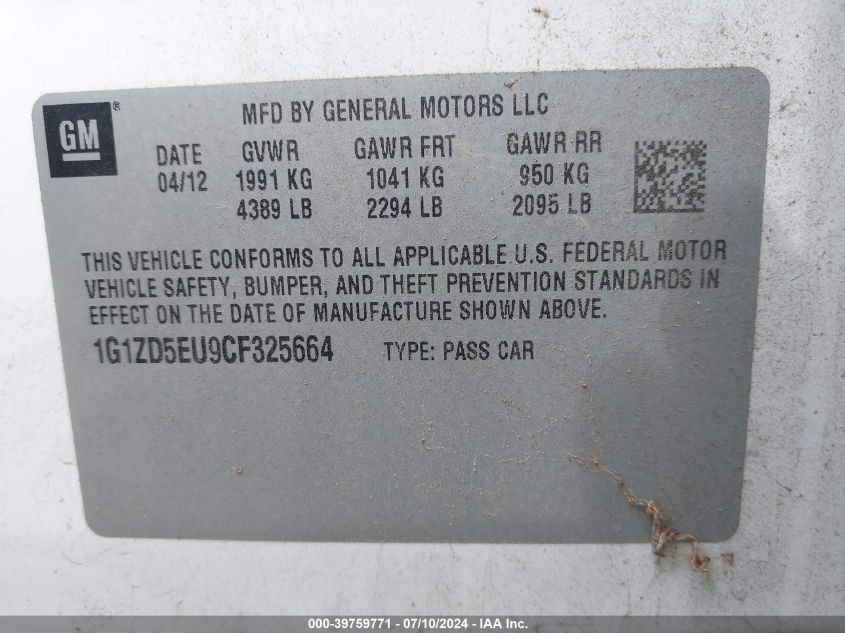 GM ®
MFD BY GENERAL MOTORS LLC
DATE GVWR GAWR FRT GAWR RR
04/12 1991 KG 1041 KG 950 KG
4389 LB 2294 LB 2095 LB
THIS VEHICLE CONFORMS TO ALL APPLICABLE U.S. FEDERAL MOTOR
VEHICLE SAFETY, BUMPER, AND THEFT PREVENTION STANDARDS IN
EFFECT ON THE DATE OF MANUFACTURE SHOWN ABOVE.
1G1ZD5EU9CF325664 TYPE: PASS CAR
000-39759771 - 07/10/2024 - IAA Inc.